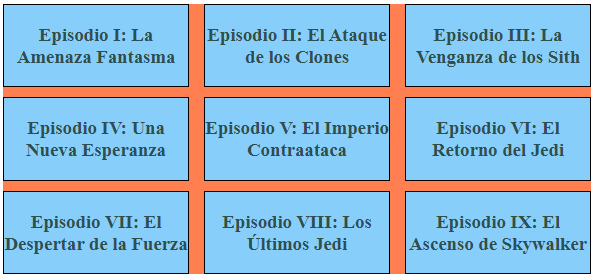 Episodio I: La
Amenaza Fantasma
Episodio II: El Ataque
de los Clones
Episodio III: La
Venganza de los Sith
Episodio IV: Una
Nueva Esperanza
Episodio V: El Imperio
Contraataca
Episodio VI: El
Retorno del Jedi
Episodio VII: El
Despertar de la Fuerza
Episodio VIII: Los
Últimos Jedi
Episodio IX: El
Ascenso de Skywalker